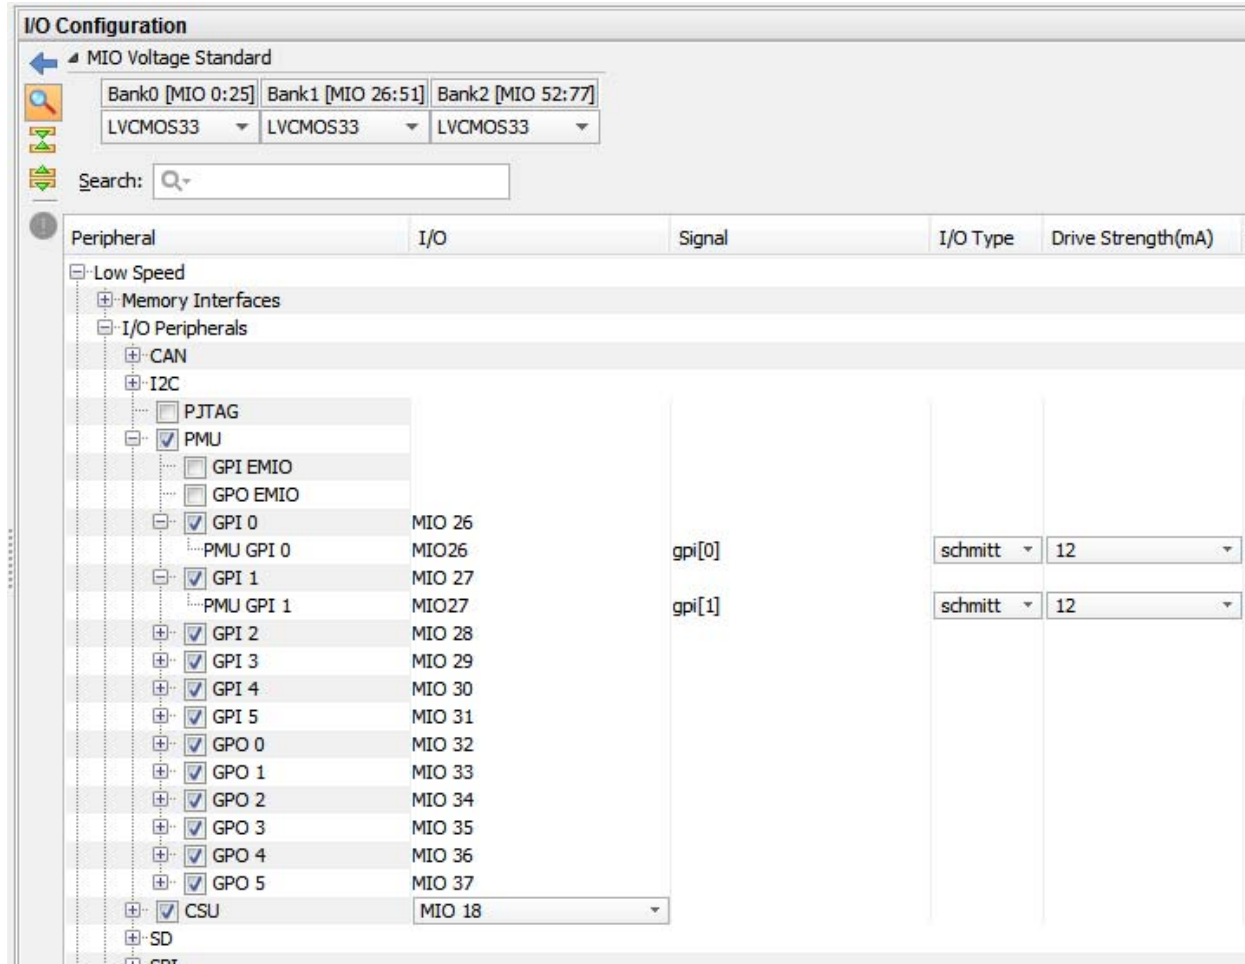 I/O Configuration
MIO Voltage Standard
Bank0 [MIO 0:25] Bank1 [MIO 26:51] Bank2 [MIO 52:77]
LVCMOS33 LVCMOS33 LVCMOS33
Search:
Peripheral I/O Signal I/O Type Drive Strength(mA)
Low Speed
Memory Interfaces
I/O Peripherals
CAN
I2C
PJTAG
PMU
GPI EMIO
GPO EMIO
GPI 0 MIO 26
PMU GPI 0 MIO26 gpi[0] schmitt 12
GPI 1 MIO 27
PMU GPI 1 MIO27 gpi[1] schmitt 12
GPI 2 MIO 28
GPI 3 MIO 29
GPI 4 MIO 30
GPI 5 MIO 31
GPO 0 MIO 32
GPO 1 MIO 33
GPO 2 MIO 34
GPO 3 MIO 35
GPO 4 MIO 36
GPO 5 MIO 37
CSU MIO 18
SD